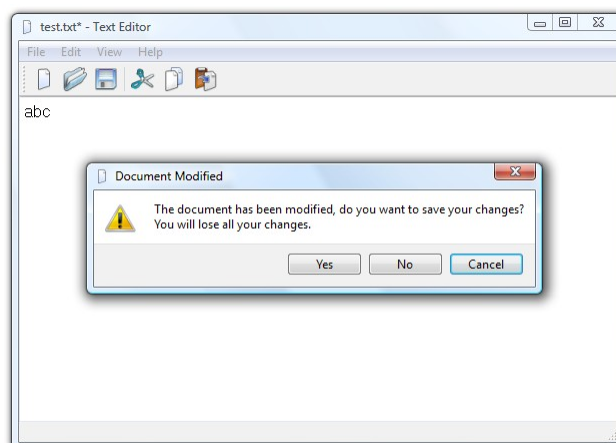 test.txt* - Text Editor
File Edit View Help
abc
Document Modified
The document has been modified, do you want to save your changes?
You will lose all your changes.
Yes No Cancel